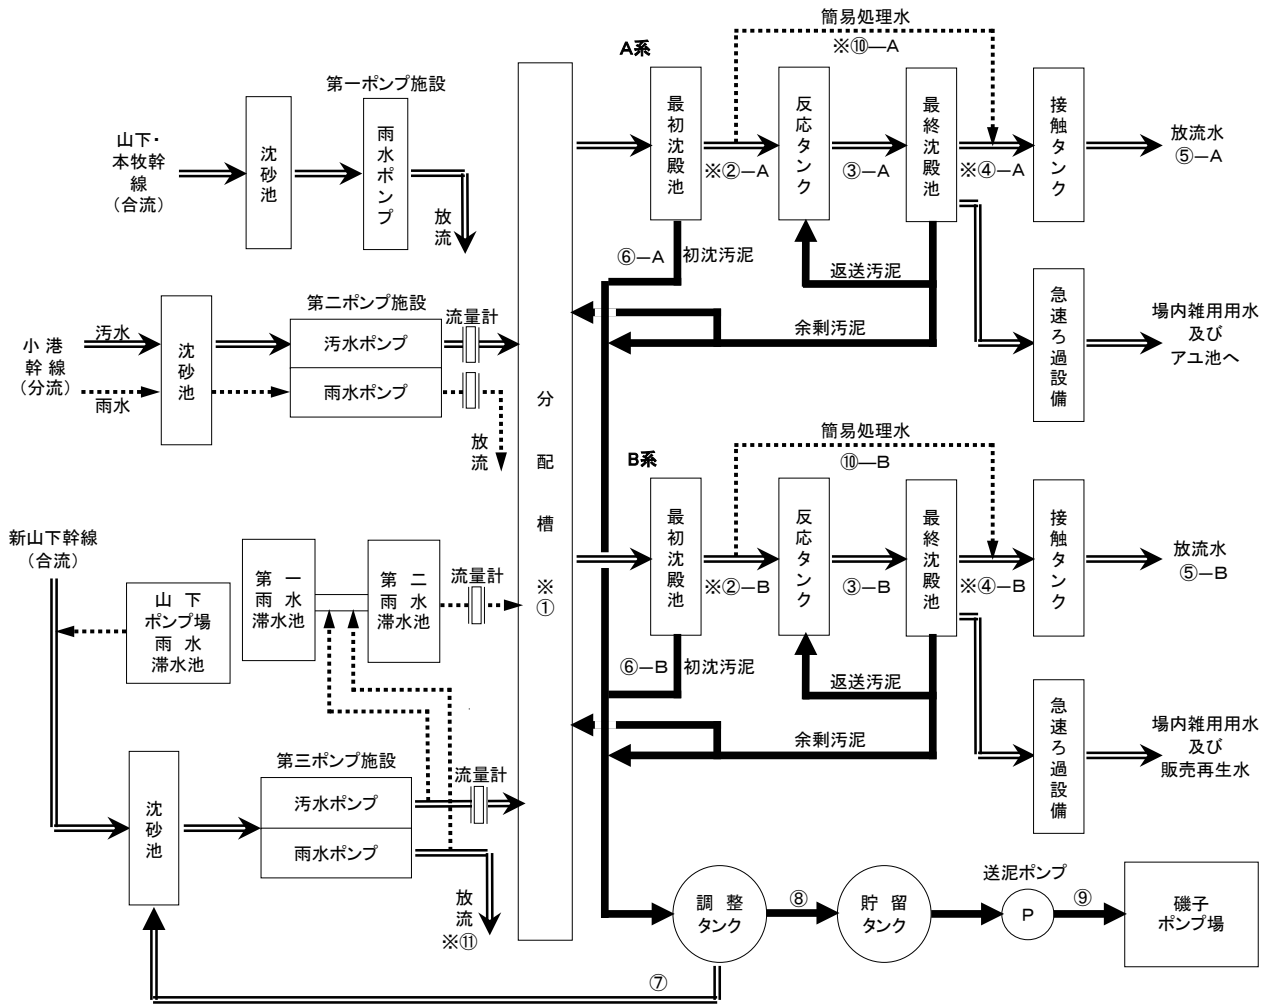 簡易処理水
※⑩—A
A系
第一ポンプ施設
山下・
本牧幹
線
(合流)
沈砂池
雨水ポンプ
放流
最初沈殿池
※②—A
反応タンク
③—A
最終沈殿池
※④—A
接触タンク
放流水
⑤—A
⑥—A
初沈汚泥
返送汚泥
余剰汚泥
急速ろ過設備
場内雑用用水
及び
アユ池へ
第二ポンプ施設
流量計
小港
幹線
(分流)
汚水
雨水
沈砂池
汚水ポンプ
雨水ポンプ
放流
分配槽
※①
簡易処理水
⑩—B
B系
最初沈殿池
※②—B
反応タンク
③—B
最終沈殿池
※④—B
接触タンク
放流水
⑤—B
⑥—B
初沈汚泥
返送汚泥
余剰汚泥
急速ろ過設備
場内雑用用水
及び
販売再生水
新山下幹線
(合流)
山下
ポンプ場
雨水
滞水池
第一
雨水
滞水池
第二
雨水
滞水池
流量計
第三ポンプ施設
流量計
沈砂池
汚水ポンプ
雨水ポンプ
放流
※⑪
調整
タンク
⑧
貯留
タンク
送泥ポンプ
P
⑨
磯子
ポンプ場
⑦